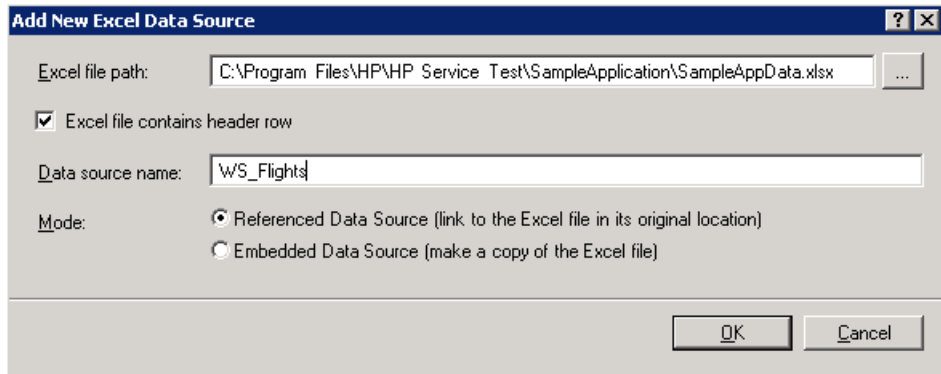 Add New Excel Data Source
Excel file path: C:\Program Files\HP\HP Service Test\SampleApplication\SampleAppData.xlsx ...
Excel file contains header row
Data source name: WS_Flights
Mode: Referenced Data Source (link to the Excel file in its original location)
Embedded Data Source (make a copy of the Excel file)
OK Cancel